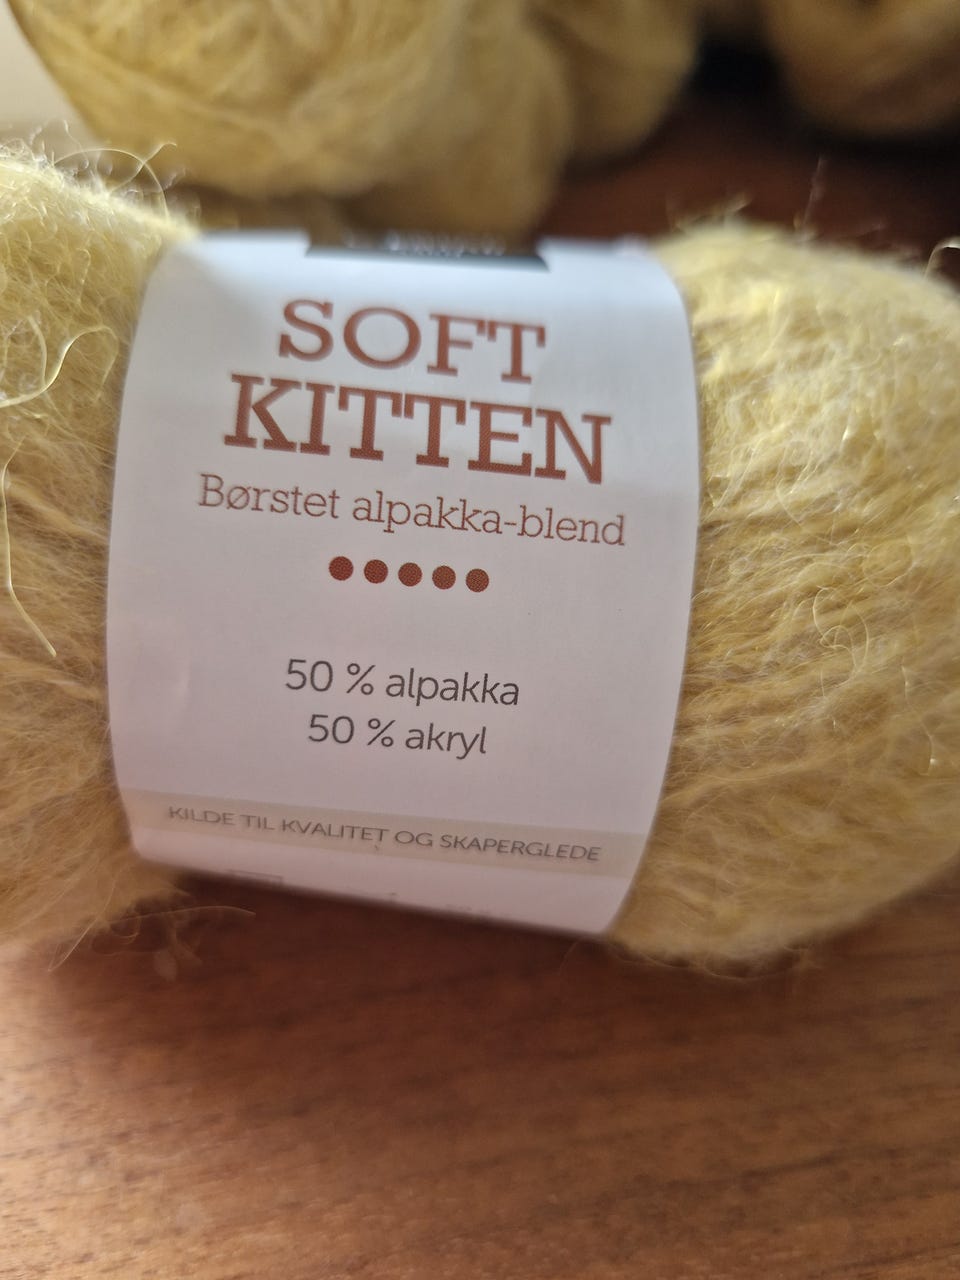 SOFT
KITTEN
Børstet alpakka-blend
50 % alpakka
50 % akryl
KILDE TIL KVALITET OG SKAPERGLEDE